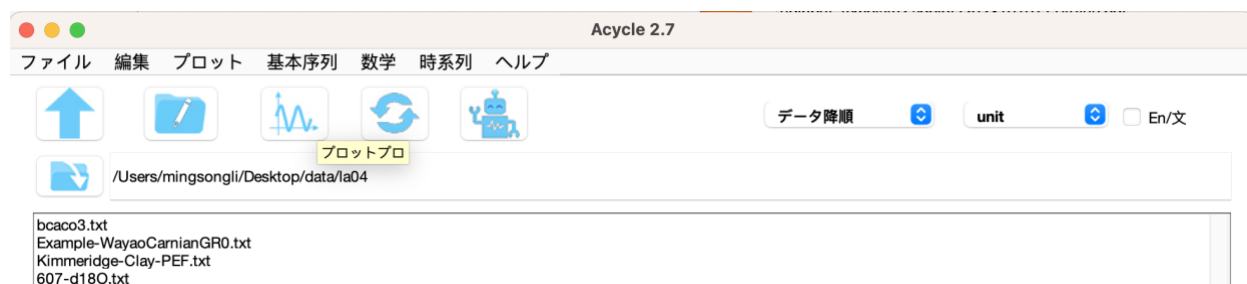 Acycle 2.7
ファイル 編集 プロット 基本序列 数学 時系列 ヘルプ
データ降順 unit En/文
プロットプロ
/Users/mingsongli/Desktop/data/la04
bcaco3.txt
Example-WayaoCarnianGR0.txt
Kimmeridge-Clay-PEF.txt
607-d18O.txt